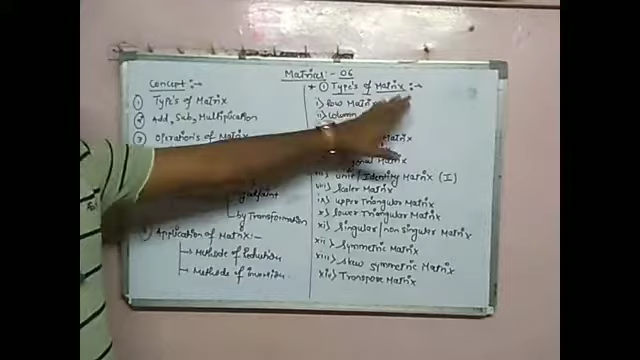 Matrices - 06
Concept :→
① Type's of Matrix
② Add, Sub, Multiplication
③ Operation's of Matrix
by Transformation
Application of Matrix :-
→ Methode of Reduction
→ Methode of inversion.
* ① Type's of Matrix :→
i) Row Matrix
ii) Column
Matrix
Matrix
vii) unit/Identity Matrix (I)
viii) Scaler Matrix
ix) upper Triangular Matrix
x) lower Triangular Matrix
xi) Singular/non singular Matrix
xii) Symmetric Matrix
xiii) Skew symmetric Matrix
xiv) Transpose Matrix